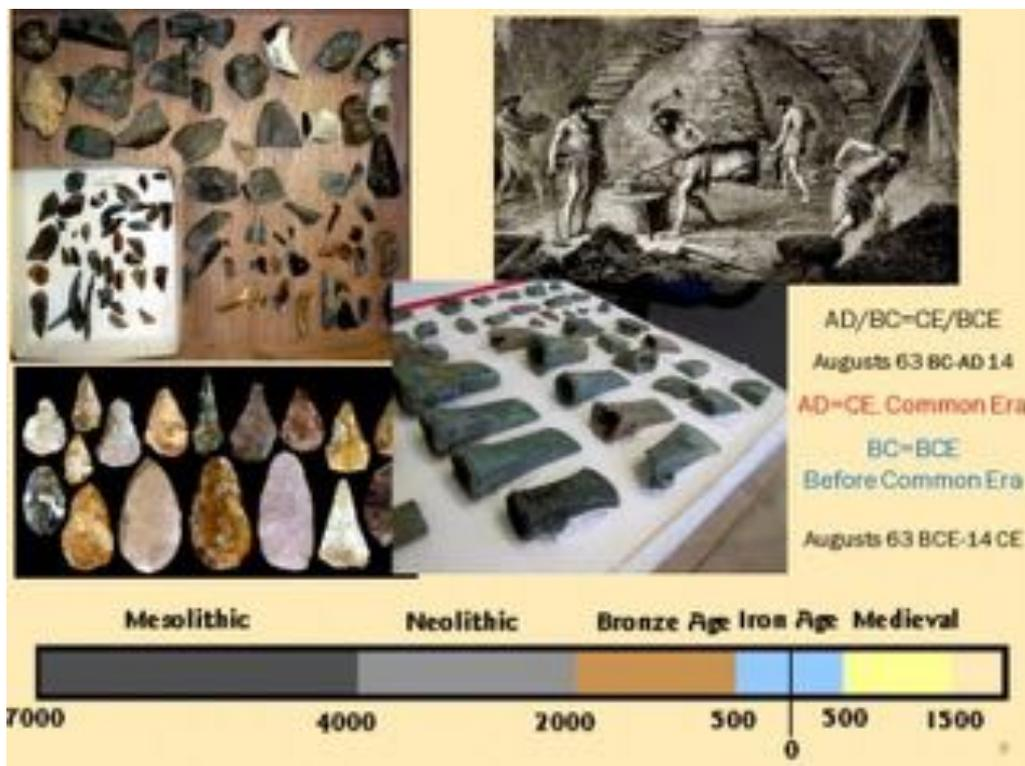 AD/BC=CE/BCE
Augusts 63 BC-AD 14
AD=CE. Common Era
BC=BCE
Before Common Era
Augusts 63 BCE-14 CE
Mesolithic Neolithic Bronze Age Iron Age Medieval
7000 4000 2000 500 500 1500
0